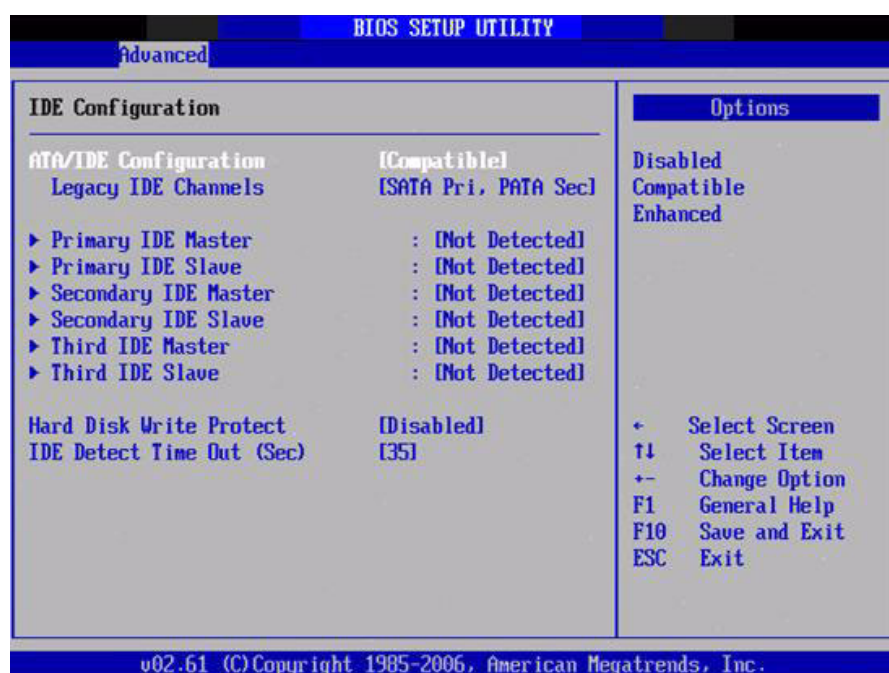 BIOS SETUP UTILITY
Advanced
IDE Configuration
ATA/IDE Configuration [Compatible]
Legacy IDE Channels [SATA Pri, PATA Sec]
▶ Primary IDE Master : [Not Detected]
▶ Primary IDE Slave : [Not Detected]
▶ Secondary IDE Master : [Not Detected]
▶ Secondary IDE Slave : [Not Detected]
▶ Third IDE Master : [Not Detected]
▶ Third IDE Slave : [Not Detected]
Hard Disk Write Protect [Disabled]
IDE Detect Time Out (Sec) [35]
Options
Disabled
Compatible
Enhanced
← Select Screen
↑↓ Select Item
+- Change Option
F1 General Help
F10 Save and Exit
ESC Exit
v02.61 (C)Copyright 1985-2006, American Megatrends, Inc.